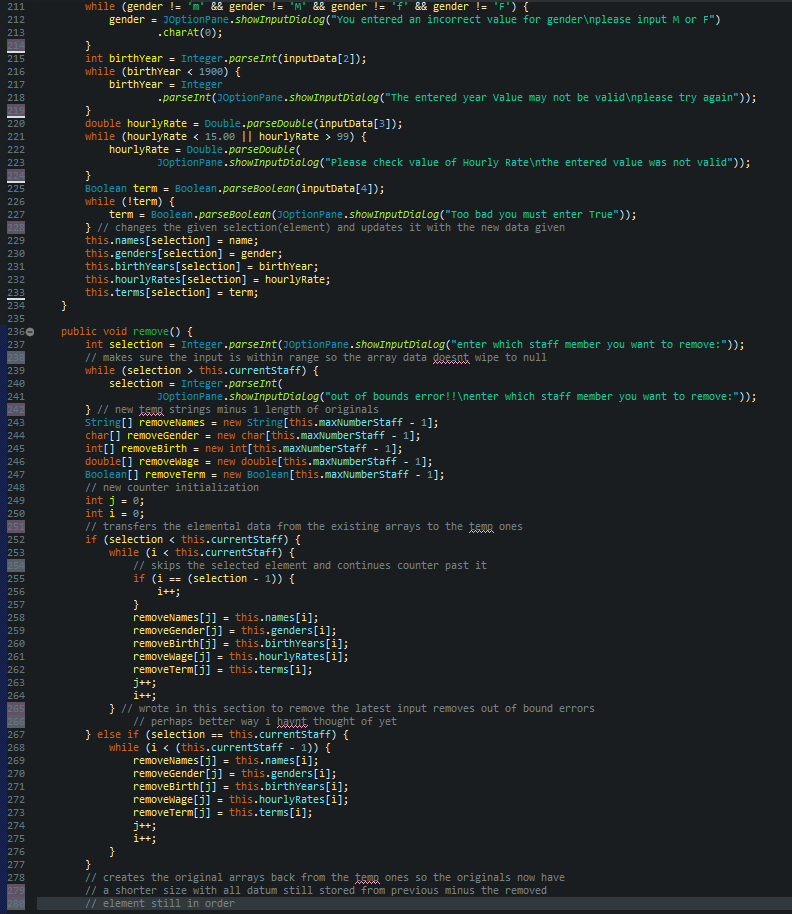 211 while (gender != 'm' && gender != 'M' && gender != 'f' && gender != 'F') {
212 gender = JOptionPane.showInputDialog("You entered an incorrect value for gender\nplease input M or F")
213 .charAt(0);
214 }
215 int birthYear = Integer.parseInt(inputData[2]);
216 while (birthYear < 1900) {
217 birthYear = Integer
218 .parseInt(JOptionPane.showInputDialog("The entered year Value may not be valid\nplease try again"));
219 }
220 double hourlyRate = Double.parseDouble(inputData[3]);
221 while (hourlyRate < 15.00 || hourlyRate > 99) {
222 hourlyRate = Double.parseDouble(
223 JOptionPane.showInputDialog("Please check value of Hourly Rate\nthe entered value was not valid"));
224 }
225 Boolean term = Boolean.parseBoolean(inputData[4]);
226 while (!term) {
227 term = Boolean.parseBoolean(JOptionPane.showInputDialog("Too bad you must enter True"));
228 } // changes the given selection(element) and updates it with the new data given
229 this.names[selection] = name;
230 this.genders[selection] = gender;
231 this.birthYears[selection] = birthYear;
232 this.hourlyRates[selection] = hourlyRate;
233 this.terms[selection] = term;
234 }
235
236 public void remove() {
237 int selection = Integer.parseInt(JOptionPane.showInputDialog("enter which staff member you want to remove:"));
238 // makes sure the input is within range so the array data doesnt wipe to null
239 while (selection > this.currentStaff) {
240 selection = Integer.parseInt(
241 JOptionPane.showInputDialog("out of bounds error!!\nenter which staff member you want to remove:"));
242 } // new temp strings minus 1 length of originals
243 String[] removeNames = new String[this.maxNumberStaff - 1];
244 char[] removeGender = new char[this.maxNumberStaff - 1];
245 int[] removeBirth = new int[this.maxNumberStaff - 1];
246 double[] removeWage = new double[this.maxNumberStaff - 1];
247 Boolean[] removeTerm = new Boolean[this.maxNumberStaff - 1];
248 // new counter initialization
249 int j = 0;
250 int i = 0;
251 // transfers the elemental data from the existing arrays to the temp ones
252 if (selection < this.currentStaff) {
253 while (i < this.currentStaff) {
254 // skips the selected element and continues counter past it
255 if (i == (selection - 1)) {
256 i++;
257 }
258 removeNames[j] = this.names[i];
259 removeGender[j] = this.genders[i];
260 removeBirth[j] = this.birthYears[i];
261 removeWage[j] = this.hourlyRates[i];
262 removeTerm[j] = this.terms[i];
263 j++;
264 i++;
265 } // wrote in this section to remove the latest input removes out of bound errors
266 // perhaps better way i havnt thought of yet
267 } else if (selection == this.currentStaff) {
268 while (i < (this.currentStaff - 1)) {
269 removeNames[j] = this.names[i];
270 removeGender[j] = this.genders[i];
271 removeBirth[j] = this.birthYears[i];
272 removeWage[j] = this.hourlyRates[i];
273 removeTerm[j] = this.terms[i];
274 j++;
275 i++;
276 }
277 }
278 // creates the original arrays back from the temp ones so the originals now have
279 // a shorter size with all datum still stored from previous minus the removed
280 // element still in order